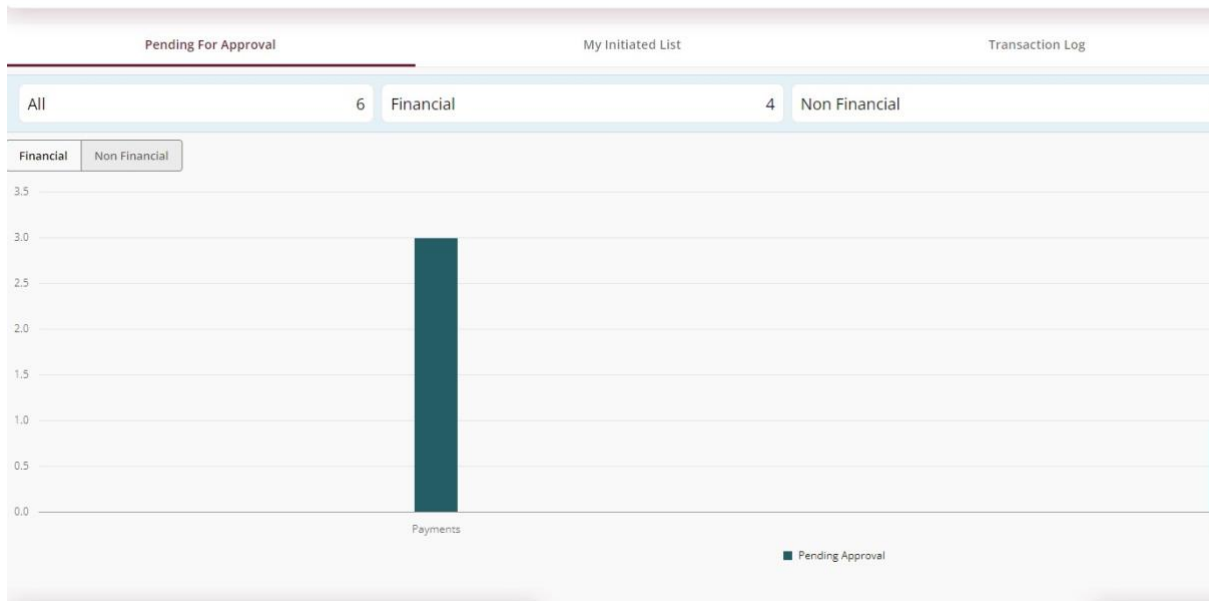 Pending For Approval My Initiated List Transaction Log
All 6 Financial 4 Non Financial
Financial Non Financial
3.5
3.0
2.5
2.0
1.5
1.0
0.5
0.0
Payments
Pending Approval